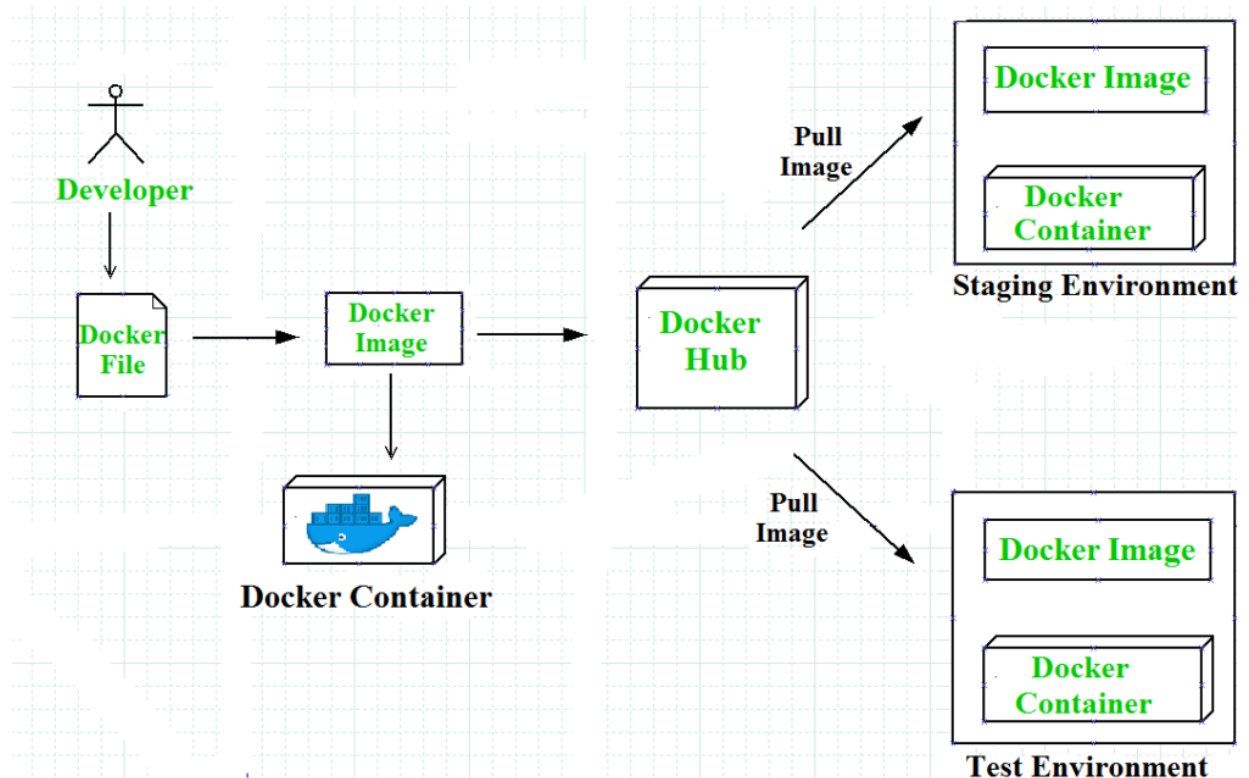 Developer
Docker
File
Docker
Image
Docker Container
Docker
Hub
Pull
Image
Docker Image
Docker
Container
Staging Environment
Pull
Image
Docker Image
Docker
Container
Test Environment